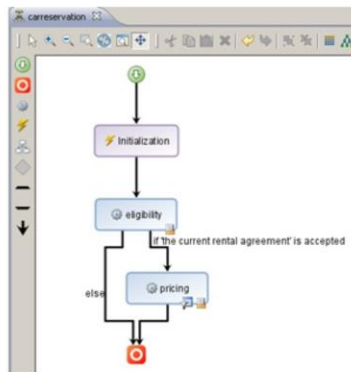 carreservation
Initialization
eligibility
if 'the current rental agreement' is accepted
pricing
else